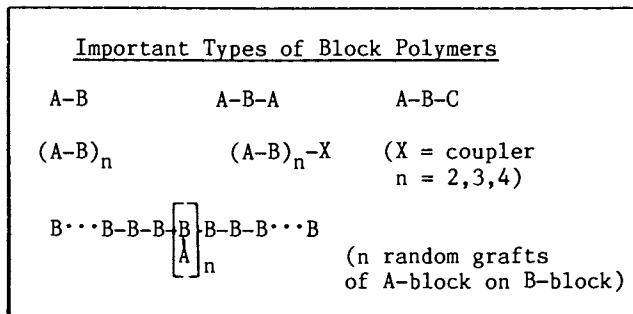 Important Types of Block Polymers
A-B A-B-A A-B-C
(A-B)n (A-B)n-X (X = coupler
n = 2,3,4)
B···B-B-B-[B]-B-B-B···B
[A]n (n random grafts
of A-block on B-block)